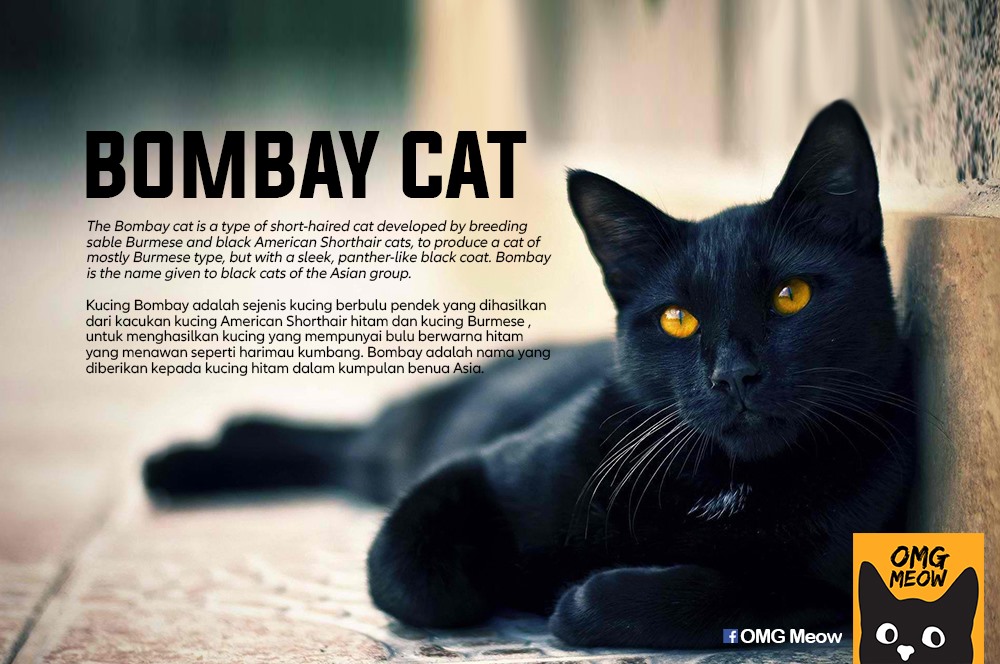 BOMBAY CAT
The Bombay cat is a type of short-haired cat developed by breeding
sable Burmese and black American Shorthair cats, to produce a cat of
mostly Burmese type, but with a sleek, panther-like black coat. Bombay
is the name given to black cats of the Asian group.
Kucing Bombay adalah sejenis kucing berbulu pendek yang dihasilkan
dari kacukan kucing American Shorthair hitam dan kucing Burmese ,
untuk menghasilkan kucing yang mempunyai bulu berwarna hitam
yang menawan seperti harimau kumbang. Bombay adalah nama yang
diberikan kepada kucing hitam dalam kumpulan benua Asia.
OMG
MEOW
f OMG Meow